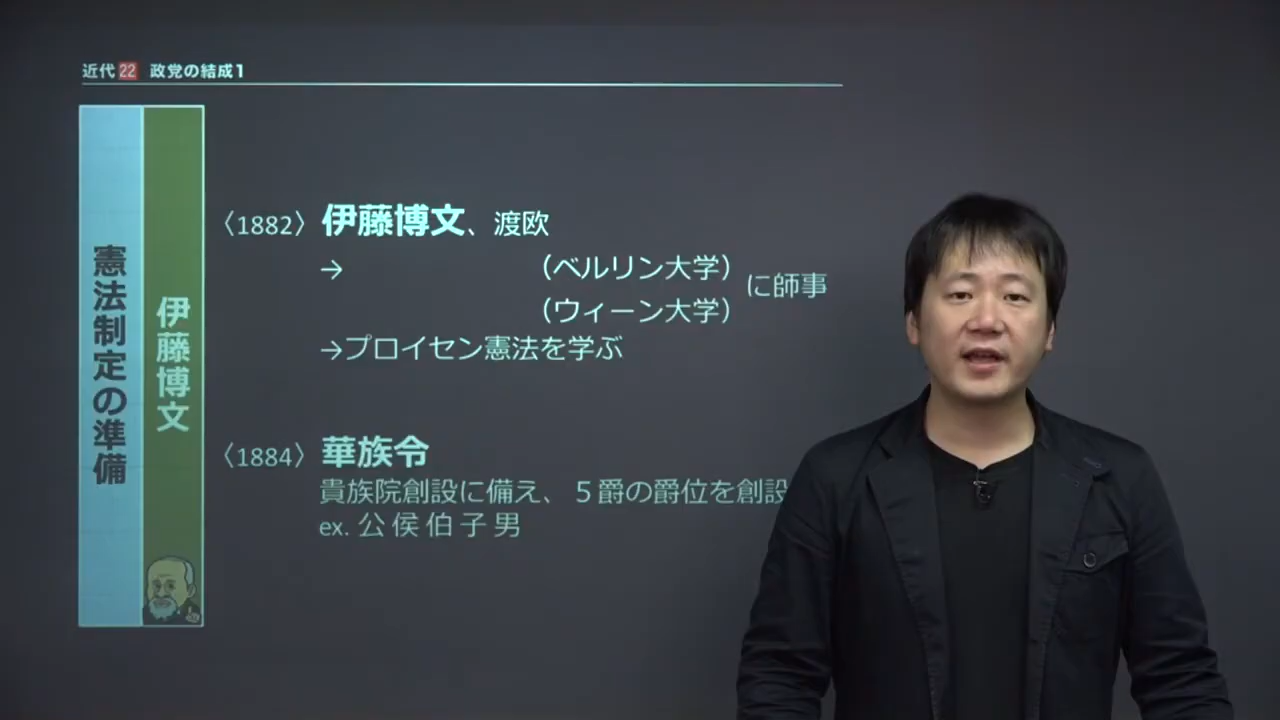 近代22 政党の結成1
憲法制定の準備
伊藤博文
〈1882〉伊藤博文、渡欧
→ （ベルリン大学）
（ウィーン大学）
に師事
→プロイセン憲法を学ぶ
〈1884〉華族令
貴族院創設に備え、５爵の爵位を創設
ex. 公 侯 伯 子 男